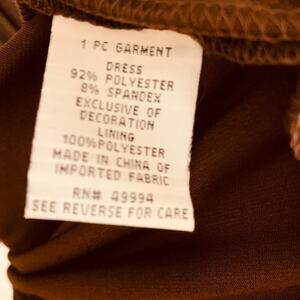 1 PC GARMENT
DRESS
92% POLYESTER
8% SPANDEX
EXCLUSIVE OF
DECORATION
LINING
100%POLYESTER
MADE IN CHINA OF
IMPORTED FABRIC
RN# 49994
SEE REVERSE FOR CARE